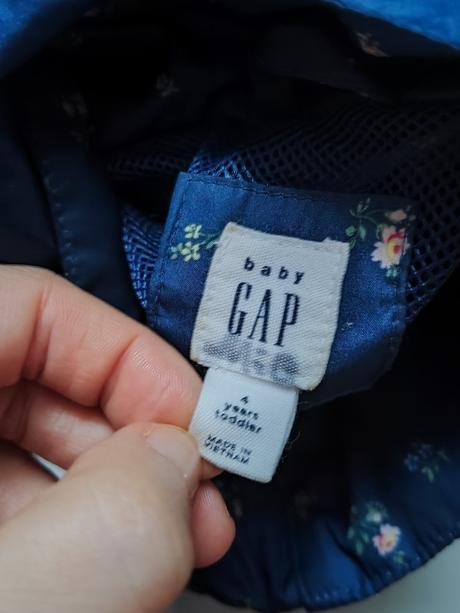 baby
GAP
4
years
toddler
MADE IN
VIETNAM